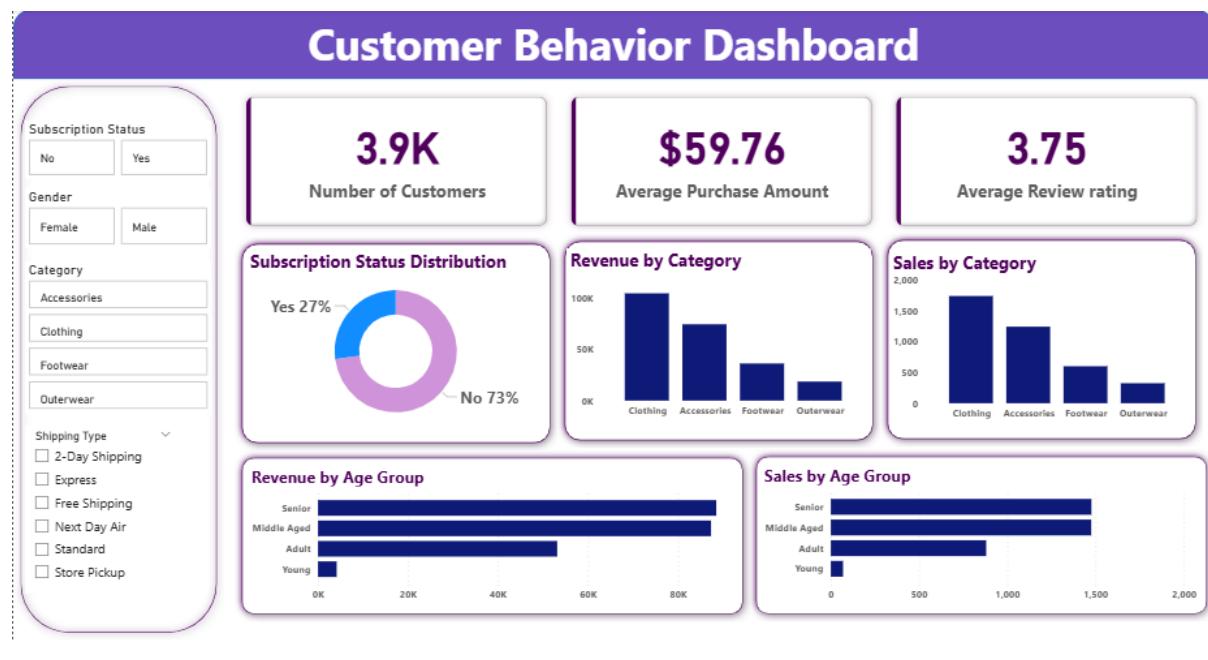 Customer Behavior Dashboard
Subscription Status
No Yes
Gender
Female Male
Category
Accessories
Clothing
Footwear
Outerwear
Shipping Type
2-Day Shipping
Express
Free Shipping
Next Day Air
Standard
Store Pickup
3.9K
Number of Customers
$59.76
Average Purchase Amount
3.75
Average Review rating
Subscription Status Distribution
Yes 27%
No 73%
Revenue by Category
100K
50K
0K
Clothing Accessories Footwear Outerwear
Sales by Category
2,000
1,500
1,000
500
0
Clothing Accessories Footwear Outerwear
Revenue by Age Group
Senior
Middle Aged
Adult
Young
0K 20K 40K 60K 80K
Sales by Age Group
Senior
Middle Aged
Adult
Young
0 500 1,000 1,500 2,000